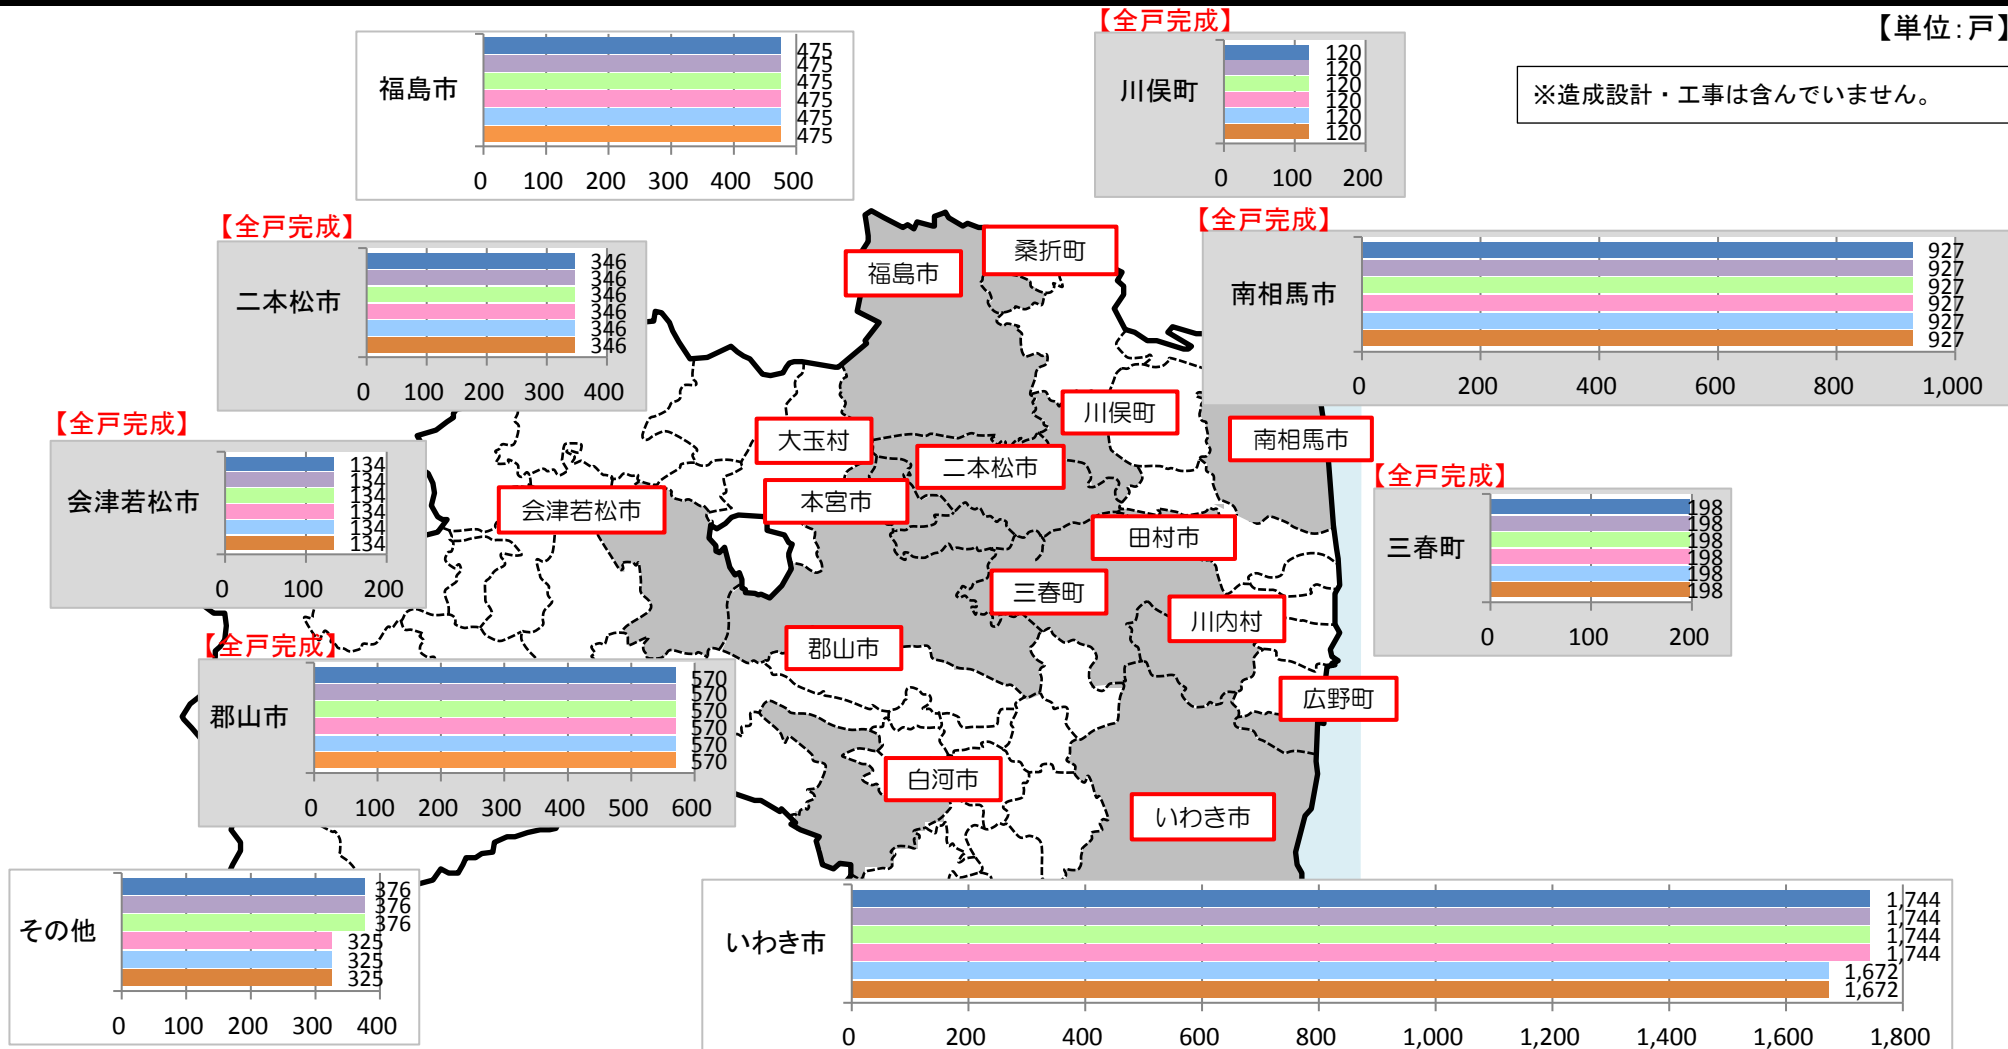 【単位：戸】
※造成設計・工事は含んでいません。
福島市
475
475
475
475
475
475
0 100 200 300 400 500
【全戸完成】
川俣町
120
120
120
120
120
120
0 100 200
【全戸完成】
二本松市
346
346
346
346
346
346
0 100 200 300 400
【全戸完成】
南相馬市
927
927
927
927
927
927
0 200 400 600 800 1,000
【全戸完成】
会津若松市
134
134
134
134
134
134
0 100 200
【全戸完成】
三春町
198
198
198
198
198
198
0 100 200
【全戸完成】
郡山市
570
570
570
570
570
570
0 100 200 300 400 500 600
その他
376
376
376
325
325
325
0 100 200 300 400
いわき市
1,744
1,744
1,744
1,744
1,672
1,672
0 200 400 600 800 1,000 1,200 1,400 1,600 1,800
桑折町
福島市
川俣町
南相馬市
大玉村
二本松市
本宮市
会津若松市
田村市
三春町
川内村
郡山市
広野町
白河市
いわき市